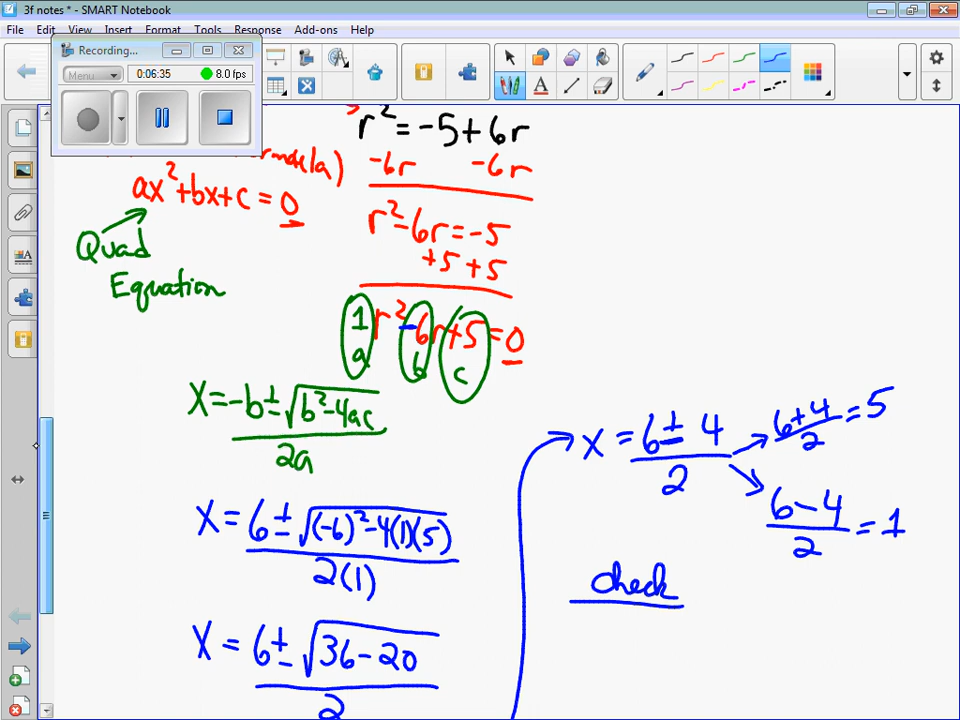 3f notes * - SMART Notebook
File Edit View Insert Format Tools Response Add-ons Help
Recording...
Menu 0:06:35 8.0 fps
r² = -5 + 6r
-6r -6r
ax² + bx + c = 0
r² - 6r = -5
+5 +5
Quad
Equation
1r² - 6r + 5 = 0
a b c
x = -b ± √b² - 4ac
2a
x = 6 ± 4
2
6 + 4
2
= 5
6 - 4
2
= 1
x = 6 ± √(-6)² - 4(1)(5)
2(1)
check
x = 6 ± √36 - 20
2